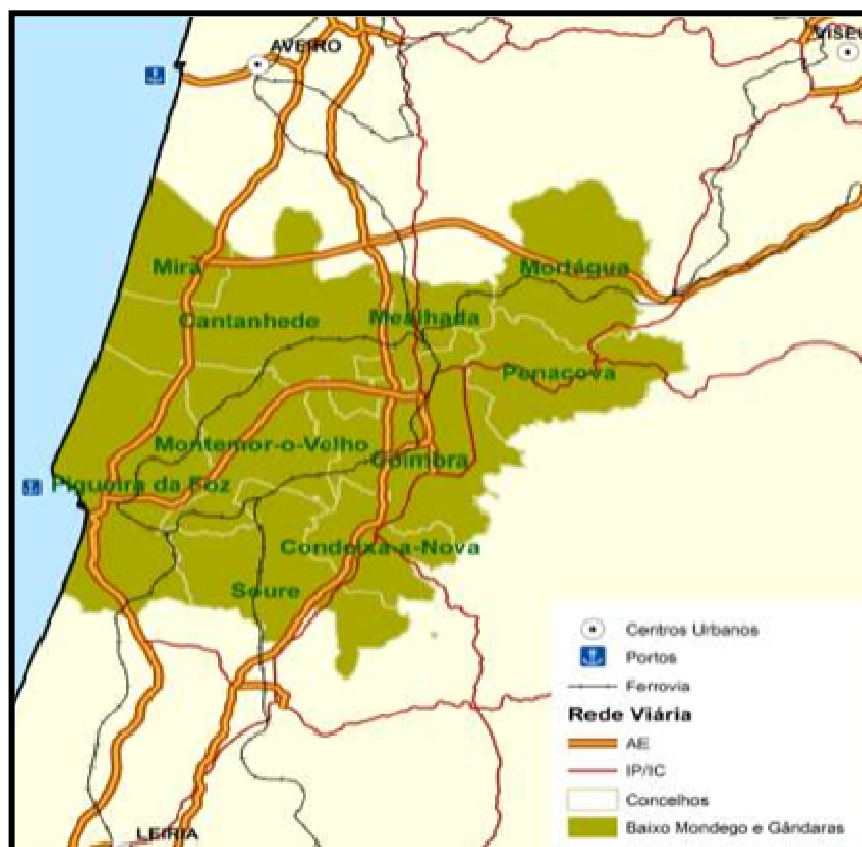 AVEIRO
VISEU
Mira
Mortágua
Cantanhede
Mealhada
Penacova
Montemor-o-Velho
Coimbra
Figueira da Foz
Condeixa-a-Nova
Soure
LEIRIA
Centros Urbanos
Portos
Ferrovia
Rede Viária
AE
IP/IC
Concelhos
Baixo Mondego e Gândaras